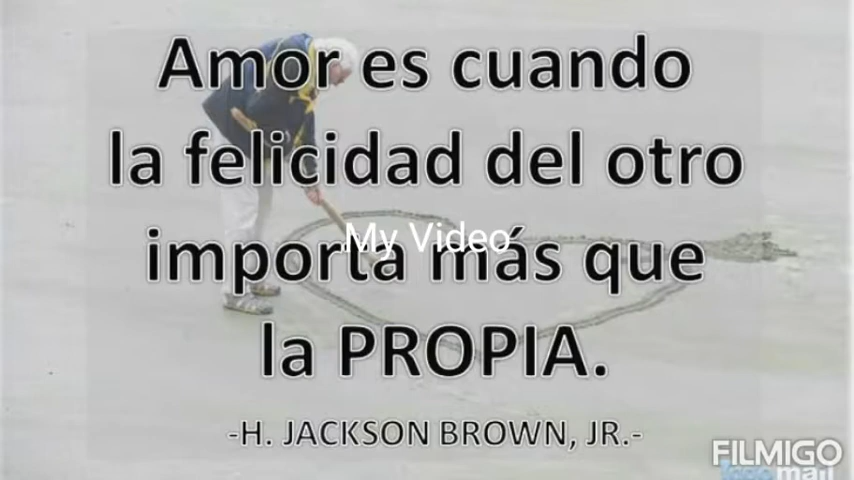 Amor es cuando
la felicidad del otro
My Video
importa más que
la PROPIA.
-H. JACKSON BROWN, JR.-
FILMIGO